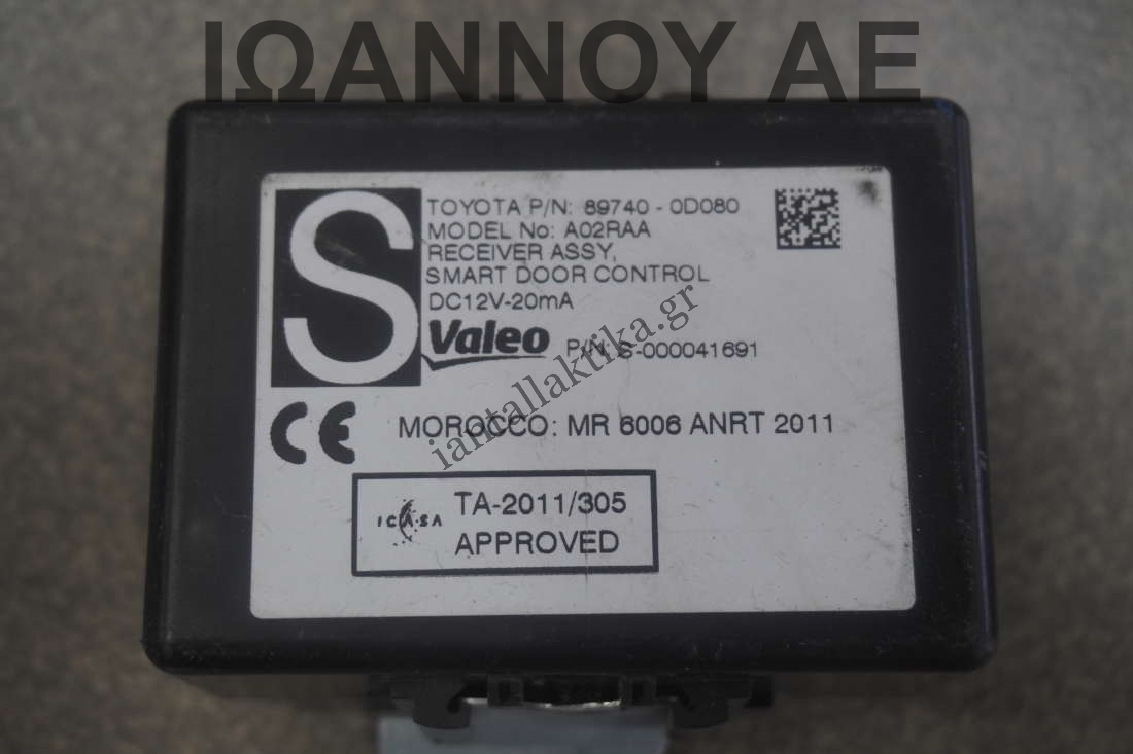 ΙΩΑΝΝΟΥ ΑΕ
S
TOYOTA P/N: 89740 - 0D080
MODEL No: A02RAA
RECEIVER ASSY,
SMART DOOR CONTROL
DC12V-20mA
Valeo P/N: S-000041691
iantallaktika.gr
CE MOROCCO: MR 6006 ANRT 2011
ICASA TA-2011/305
APPROVED